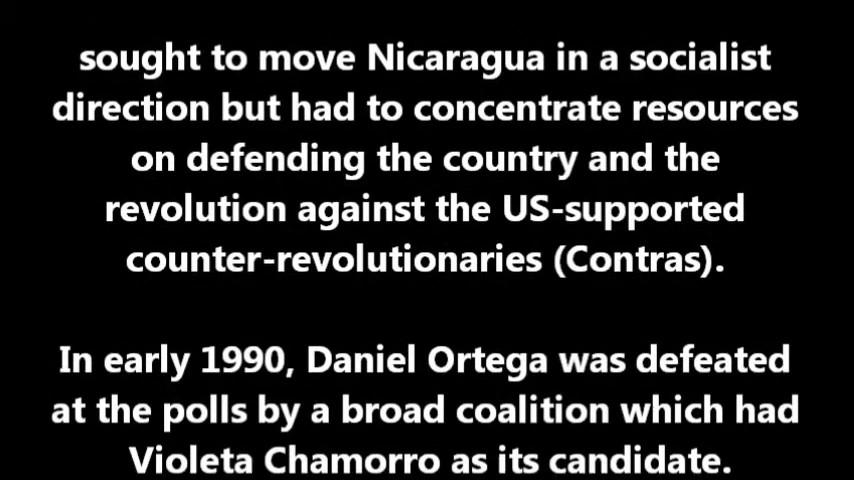 sought to move Nicaragua in a socialist
direction but had to concentrate resources
on defending the country and the
revolution against the US-supported
counter-revolutionaries (Contras).
In early 1990, Daniel Ortega was defeated
at the polls by a broad coalition which had
Violeta Chamorro as its candidate.